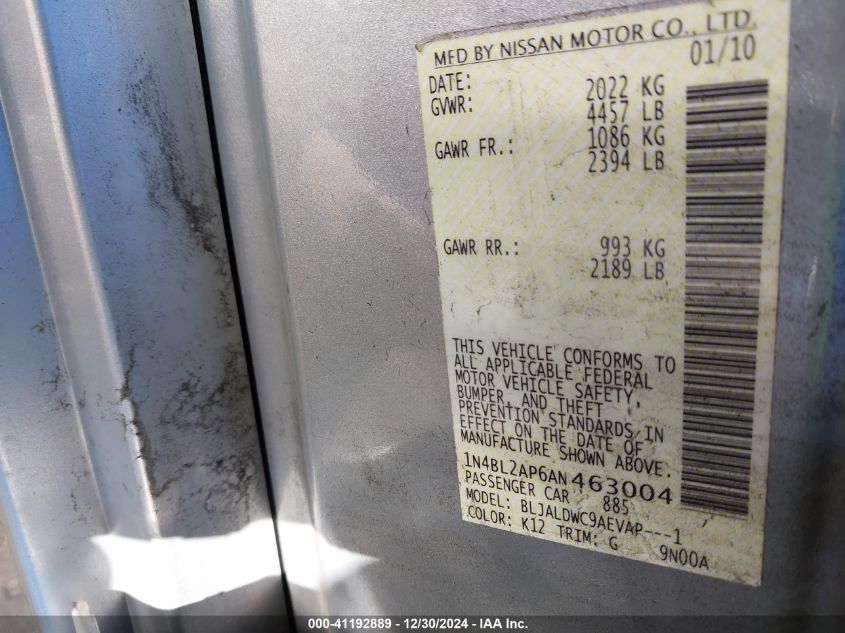 MFD BY NISSAN MOTOR CO., LTD.
DATE: 01/10
GVWR: 2022 KG
4457 LB
GAWR FR.: 1086 KG
2394 LB
GAWR RR.: 993 KG
2189 LB
THIS VEHICLE CONFORMS TO
ALL APPLICABLE FEDERAL
MOTOR VEHICLE SAFETY,
BUMPER, AND THEFT
PREVENTION STANDARDS IN
EFFECT ON THE DATE OF
MANUFACTURE SHOWN ABOVE.
1N4BL2AP6AN463004
PASSENGER CAR 885
MODEL: BLJALDWC9AEVAP---1
COLOR: K12 TRIM: G 9N00A
000-41192889 - 12/30/2024 - IAA Inc.